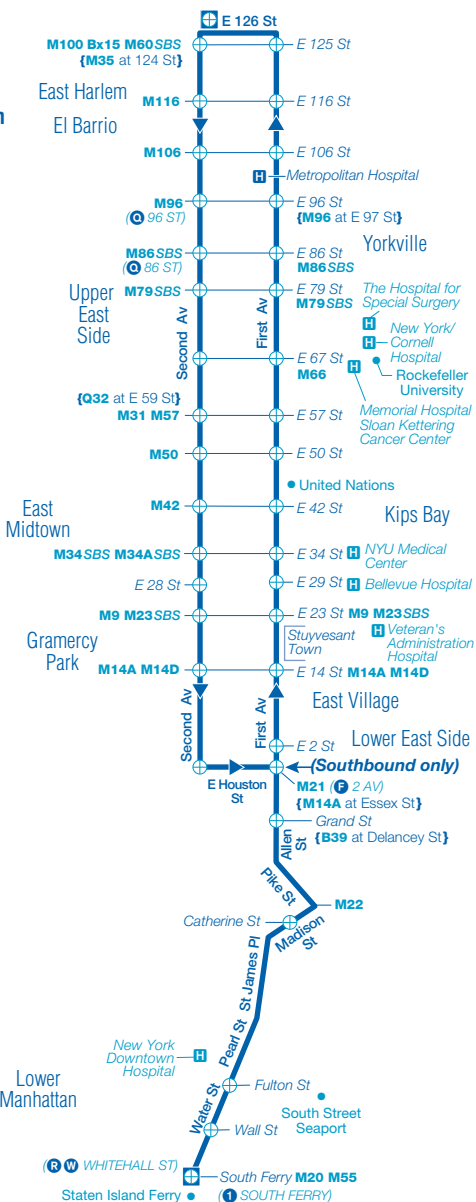 E 126 St
M100 Bx15 M60SBS
E 125 St
{M35 at 124 St}
East Harlem
M116
E 116 St
n
El Barrio
M106
E 106 St
H
Metropolitan Hospital
M96
E 96 St
(Q 96 ST)
{M96 at E 97 St}
Yorkville
M86SBS
E 86 St
(Q 86 ST)
M86SBS
Upper
East
Side
M79SBS
E 79 St
M79SBS
The Hospital for
Special Surgery
H
New York/
Cornell
Hospital
H
Second Av
First Av
E 67 St
M66
H
Rockefeller
University
{Q32 at E 59 St}
Memorial Hospital
Sloan Kettering
Cancer Center
M31 M57
E 57 St
M50
E 50 St
United Nations
M42
E 42 St
Kips Bay
East
Midtown
M34SBS M34ASBS
E 34 St
H
NYU Medical
Center
E 28 St
E 29 St
H
Bellevue Hospital
M9 M23SBS
E 23 St M9 M23SBS
Gramercy
Park
Stuyvesant
Town
H
Veteran's
Administration
Hospital
M14A M14D
E 14 St M14A M14D
Second Av
First Av
East Village
E 2 St
Lower East Side
(Southbound only)
E Houston
St
M21 (F 2 AV)
{M14A at Essex St}
Grand St
Allen
St
{B39 at Delancey St}
Pike St
M22
Catherine St
Madison
St
St James Pl
Pearl St
New York
Downtown
Hospital
H
Lower
Manhattan
Water St
Fulton St
South Street
Seaport
Wall St
(R W WHITEHALL ST)
South Ferry M20 M55
Staten Island Ferry
(1 SOUTH FERRY)